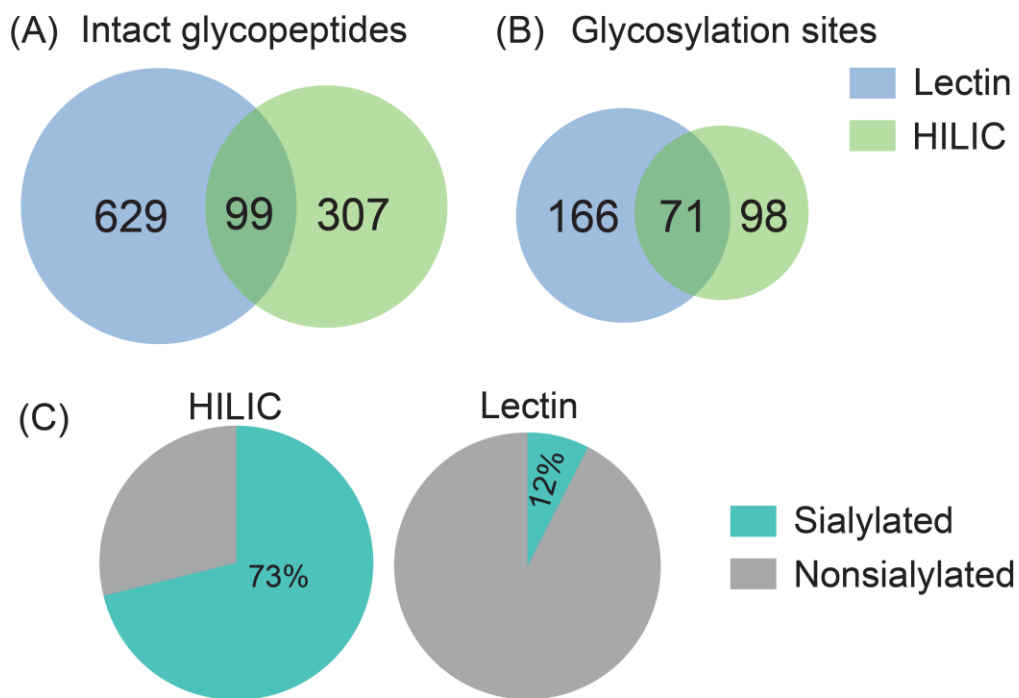 (A) Intact glycopeptides
629 99 307
(B) Glycosylation sites
Lectin
HILIC
166 71 98
(C)
HILIC
73%
Lectin
12%
Sialylated
Nonsialylated